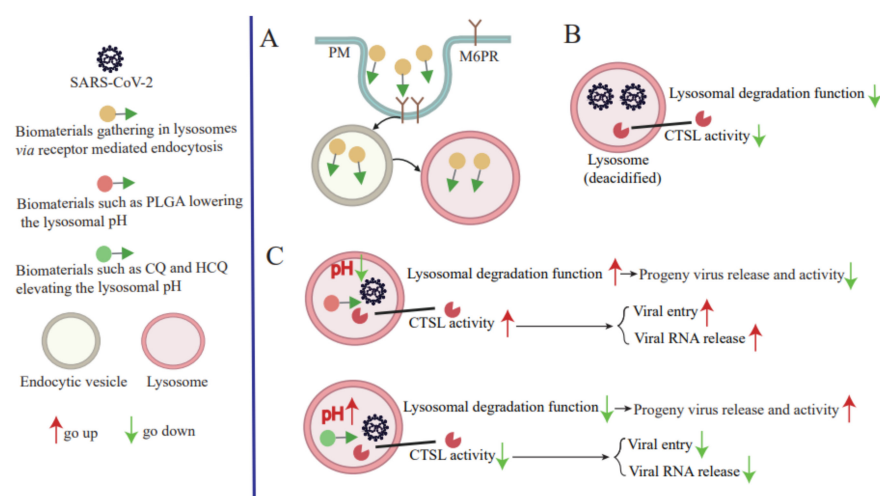 SARS-CoV-2
Biomaterials gathering in lysosomes
via receptor mediated endocytosis
Biomaterials such as PLGA lowering
the lysosomal pH
Biomaterials such as CQ and HCQ
elevating the lysosomal pH
Endocytic vesicle
Lysosome
go up
go down
A
PM
M6PR
B
Lysosomal degradation function
CTSL activity
Lysosome
(deacidified)
C
pH
Lysosomal degradation function
Progeny virus release and activity
CTSL activity
Viral entry
Viral RNA release
pH
Lysosomal degradation function
Progeny virus release and activity
CTSL activity
Viral entry
Viral RNA release